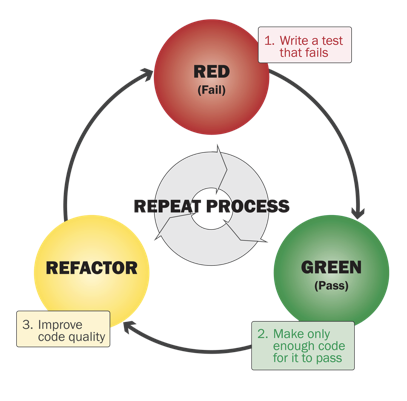 1. Write a test
that fails
RED
(Fail)
REPEAT PROCESS
GREEN
(Pass)
2. Make only
enough code
for it to pass
REFACTOR
3. Improve
code quality